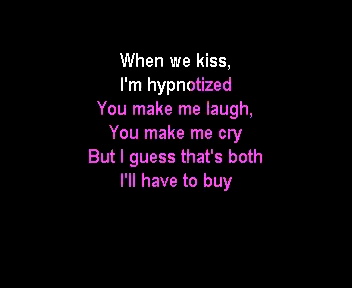 When we kiss,
I'm hypnotized
You make me laugh,
You make me cry
But I guess that's both
I'll have to buy